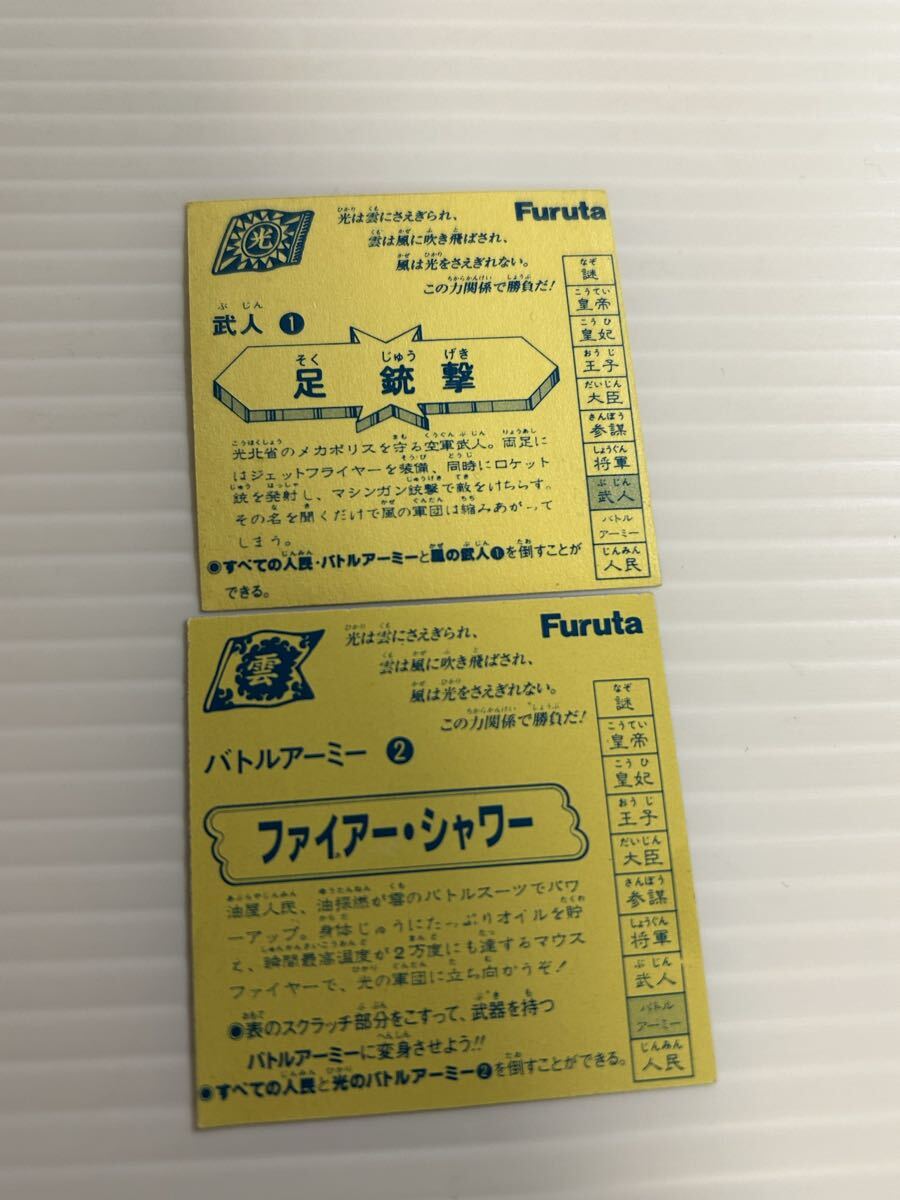 光
光は雲にさえぎられ、
雲は風に吹き飛ばされ、
風は光をさえぎれない。
この力関係で勝負だ!
Furuta
武人 ①
足銃撃
光北省のメカポリスを守る空軍武人。両足に
はジェットフライヤーを装備、同時にロケット
銃を発射し、マシンガン銃撃で敵をけちらす。
その名を聞くだけで風の軍団は縮みあがって
しまう。
●すべての人民・バトルアーミーと風の武人①を倒すことが
できる。
謎
皇帝
皇妃
王子
大臣
参謀
将軍
武人
バトル
アーミー
人民
雲
光は雲にさえぎられ、
雲は風に吹き飛ばされ、
風は光をさえぎれない。
この力関係で勝負だ!
Furuta
バトルアーミー ②
ファイアー・シャワー
油屋人民、油探燃が雲のバトルスーツでパワ
ーアップ。身体じゅうにたっぷりオイルを貯
え、瞬間最高温度が2万度にも達するマウス
ファイヤーで、光の軍団に立ち向かうぞ!
◉表のスクラッチ部分をこすって、武器を持つ
バトルアーミーに変身させよう!!
◉すべての人民と光のバトルアーミー②を倒すことができる。
謎
皇帝
皇妃
王子
大臣
参謀
将軍
武人
バトル
アーミー
人民